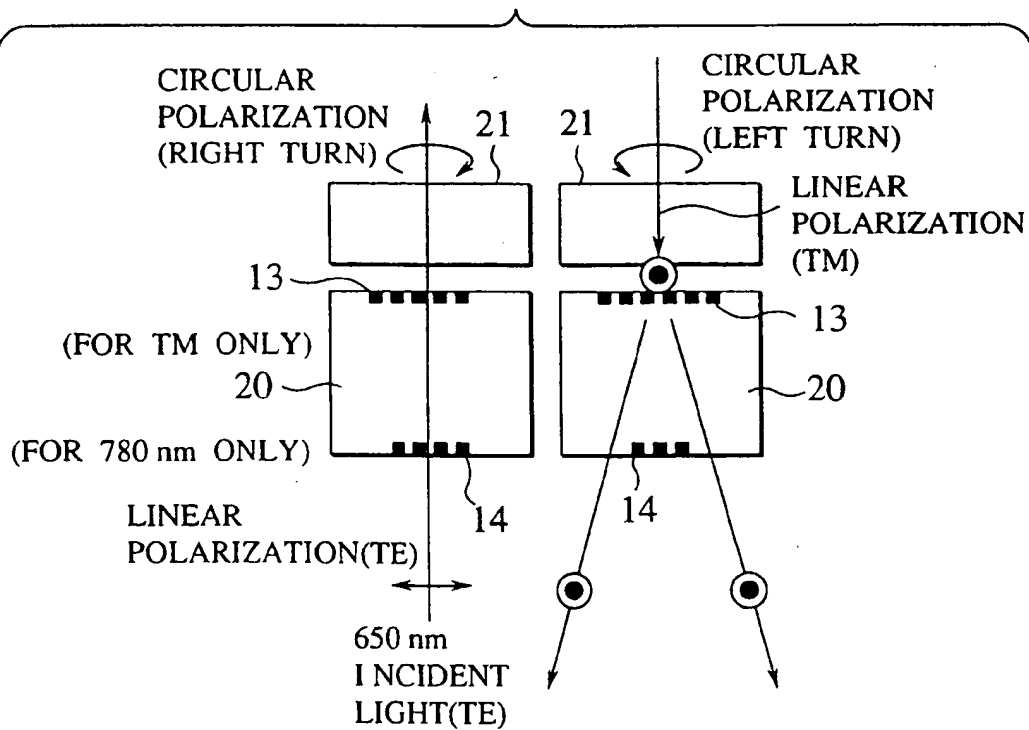 CIRCULAR
POLARIZATION
(RIGHT TURN)
21
21
CIRCULAR
POLARIZATION
(LEFT TURN)
LINEAR
POLARIZATION
(TM)
13
13
(FOR TM ONLY)
20
20
(FOR 780 nm ONLY)
14
14
LINEAR
POLARIZATION(TE)
650 nm
I NCIDENT
LIGHT(TE)